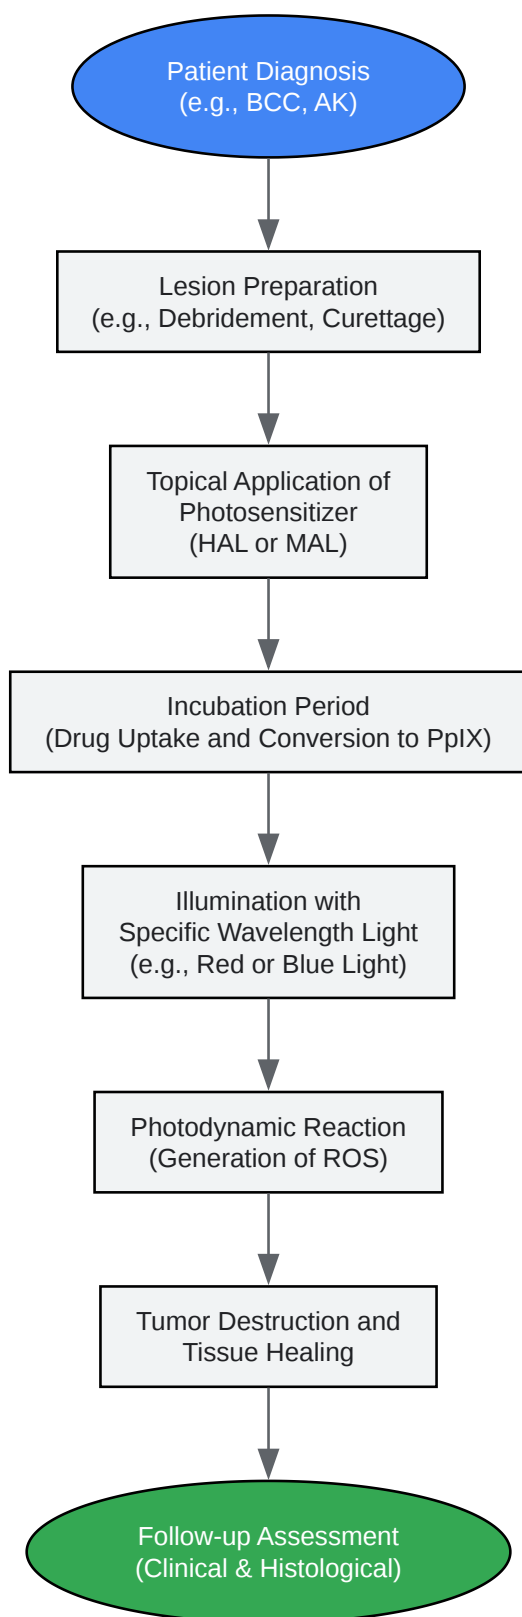 Patient Diagnosis
(e.g., BCC, AK)
Lesion Preparation
(e.g., Debridement, Curettage)
Topical Application of
Photosensitizer
(HAL or MAL)
Incubation Period
(Drug Uptake and Conversion to PpIX)
Illumination with
Specific Wavelength Light
(e.g., Red or Blue Light)
Photodynamic Reaction
(Generation of ROS)
Tumor Destruction and
Tissue Healing
Follow-up Assessment
(Clinical & Histological)